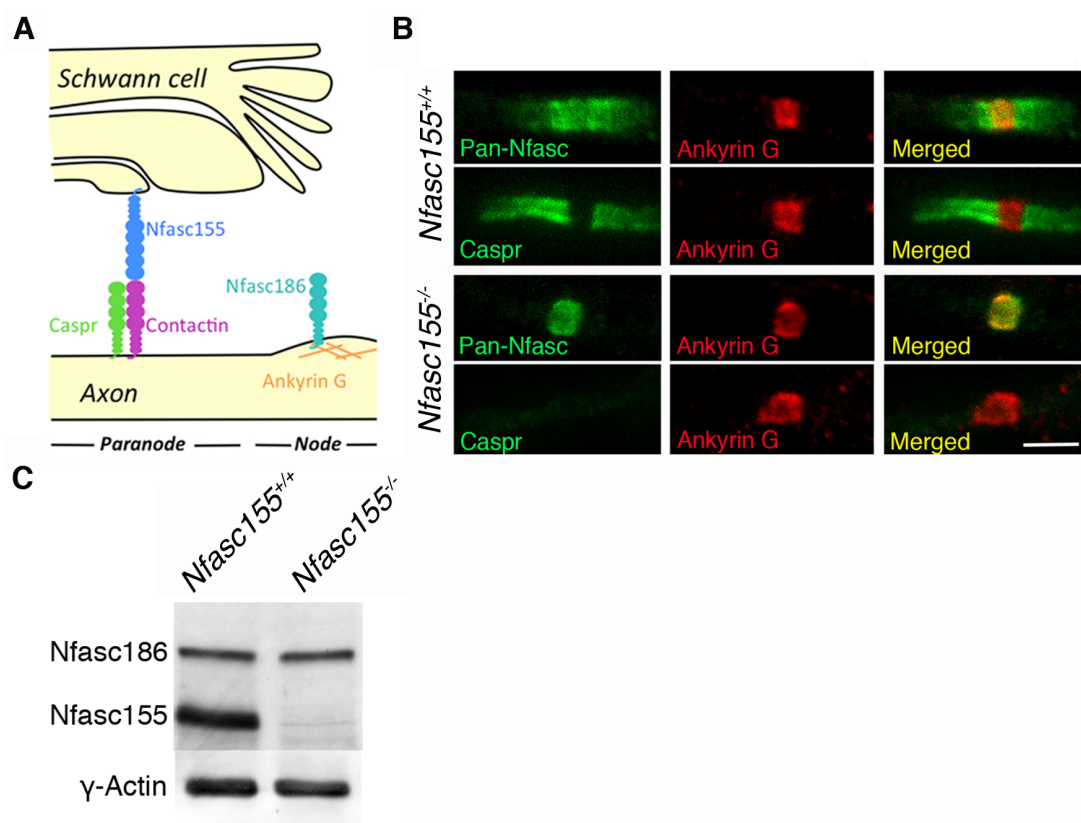 A
Schwann cell
Nfasc155
Nfasc186
Caspr
Contactin
Ankyrin G
Axon
Paranode
Node
B
Nfasc155+/+
Pan-Nfasc
Ankyrin G
Merged
Caspr
Ankyrin G
Merged
Nfasc155-/-
Pan-Nfasc
Ankyrin G
Merged
Caspr
Ankyrin G
Merged
C
Nfasc155+/+
Nfasc155-/-
Nfasc186
Nfasc155
γ-Actin